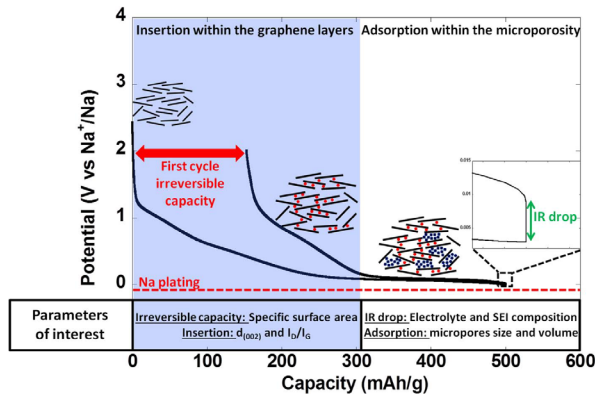 Insertion within the graphene layers
Adsorption within the microporosity
4
3
2
1
0
Potential (V vs Na⁺/Na)
First cycle
irreversible
capacity
0.015
0.01
0.005
IR drop
Na plating
Parameters
of interest
Irreversible capacity: Specific surface area
Insertion: d(002) and ID/IG
IR drop: Electrolyte and SEI composition
Adsorption: micropores size and volume
0 100 200 300 400 500 600
Capacity (mAh/g)